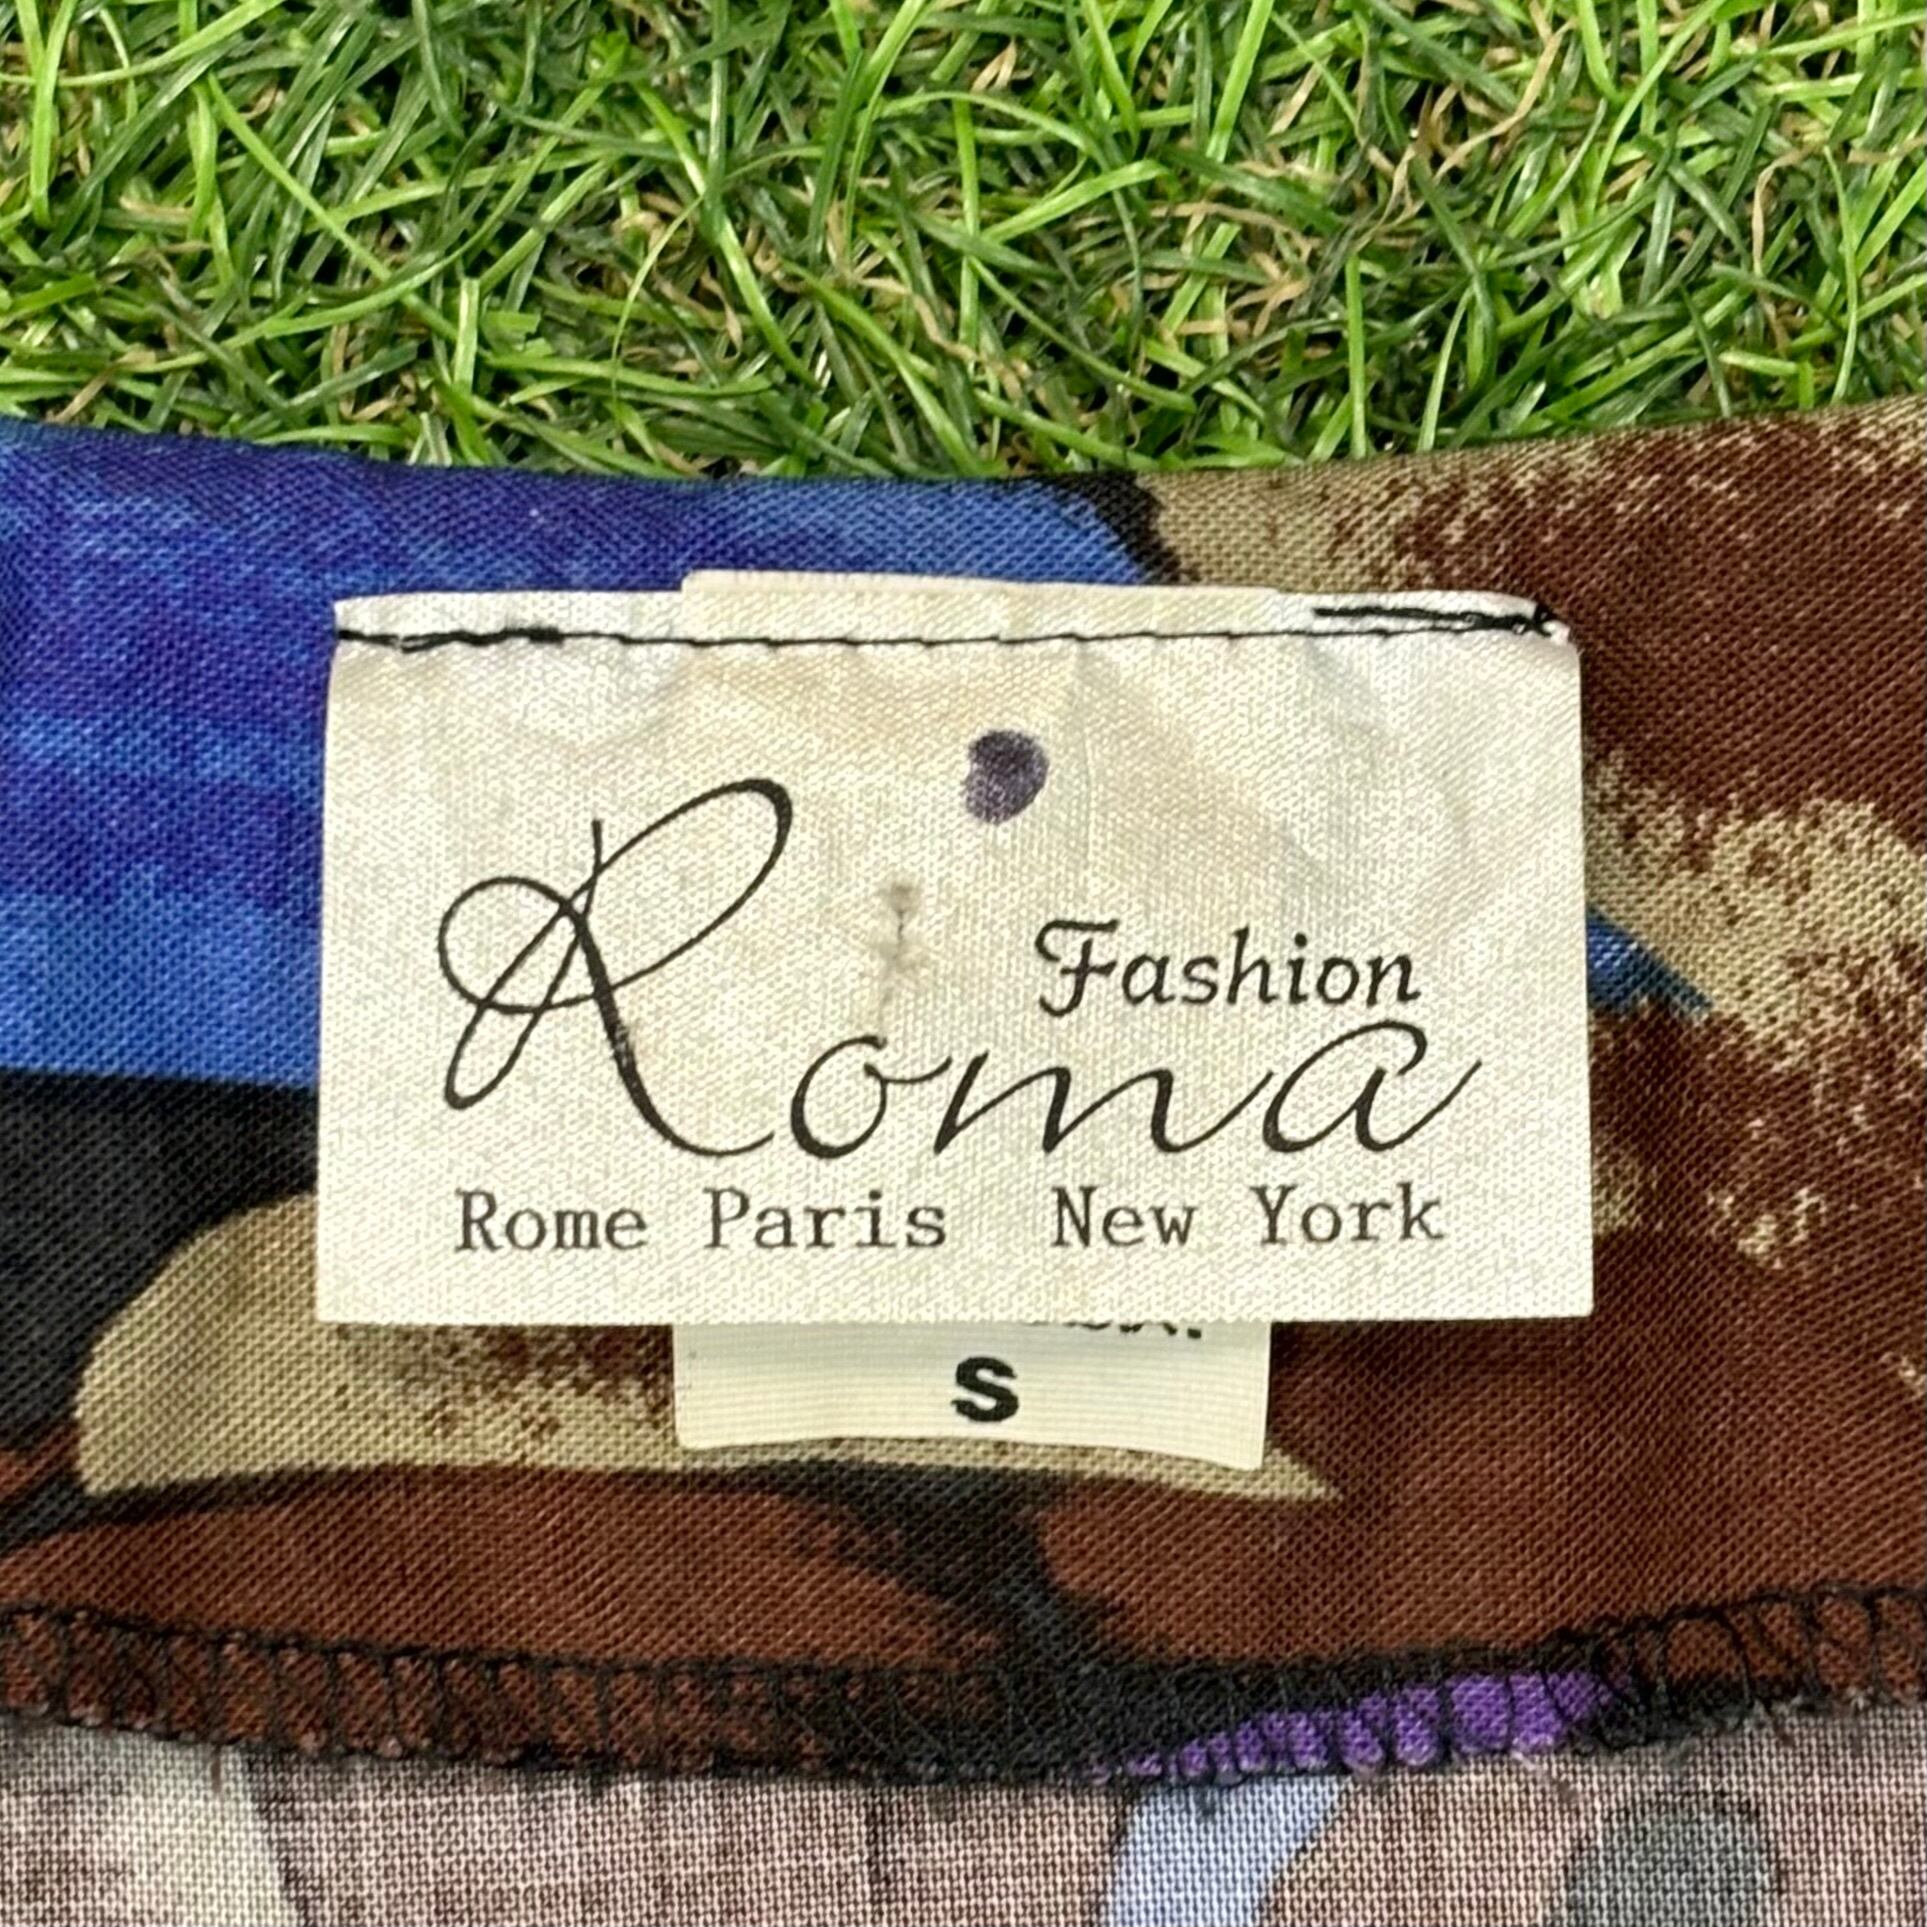 Fashion
Roma
Rome Paris New York
S